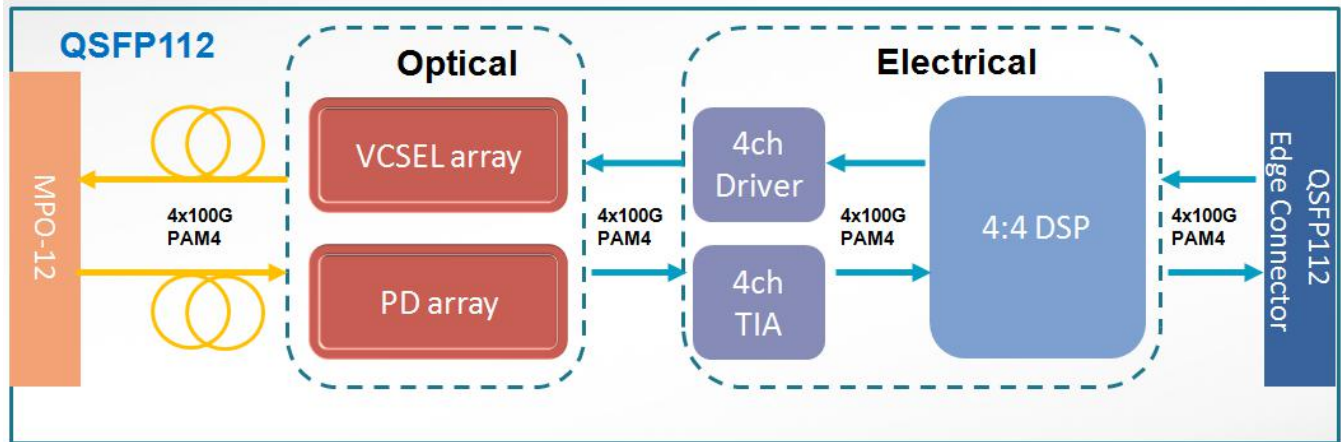 QSFP112
Optical
Electrical
MPO-12
4x100G
PAM4
VCSEL array
PD array
4x100G
PAM4
4ch
Driver
4ch
TIA
4x100G
PAM4
4:4 DSP
4x100G
PAM4
QSFP112
Edge Connector